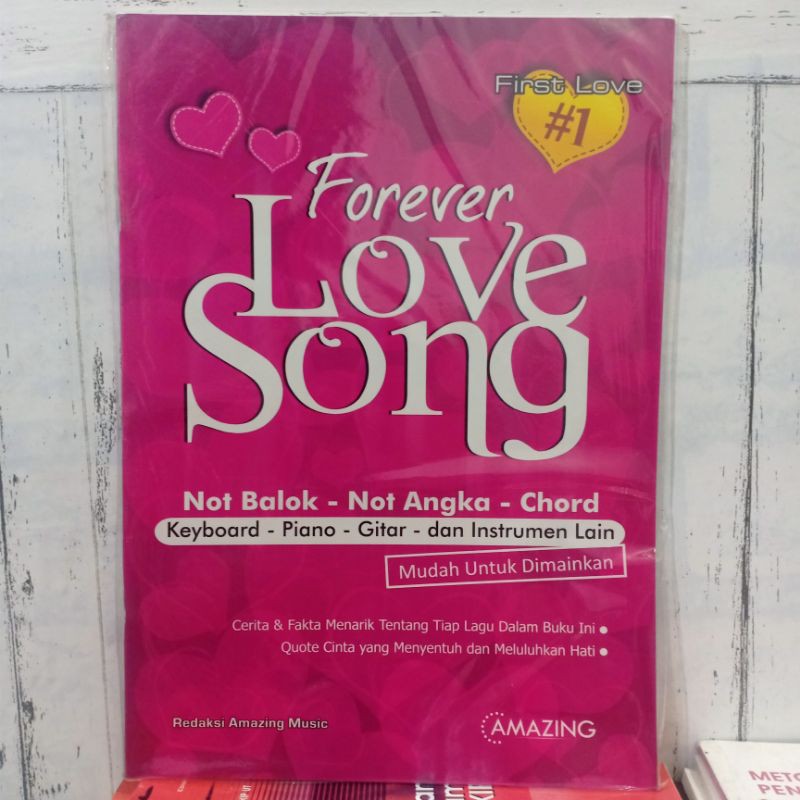 First Love
#1
Forever
Love
Song
Not Balok - Not Angka - Chord
Keyboard - Piano - Gitar - dan Instrumen Lain
Mudah Untuk Dimainkan
Cerita & Fakta Menarik Tentang Tiap Lagu Dalam Buku Ini
Quote Cinta yang Menyentuh dan Meluluhkan Hati
Redaksi Amazing Music
AMAZING
METO
PEN